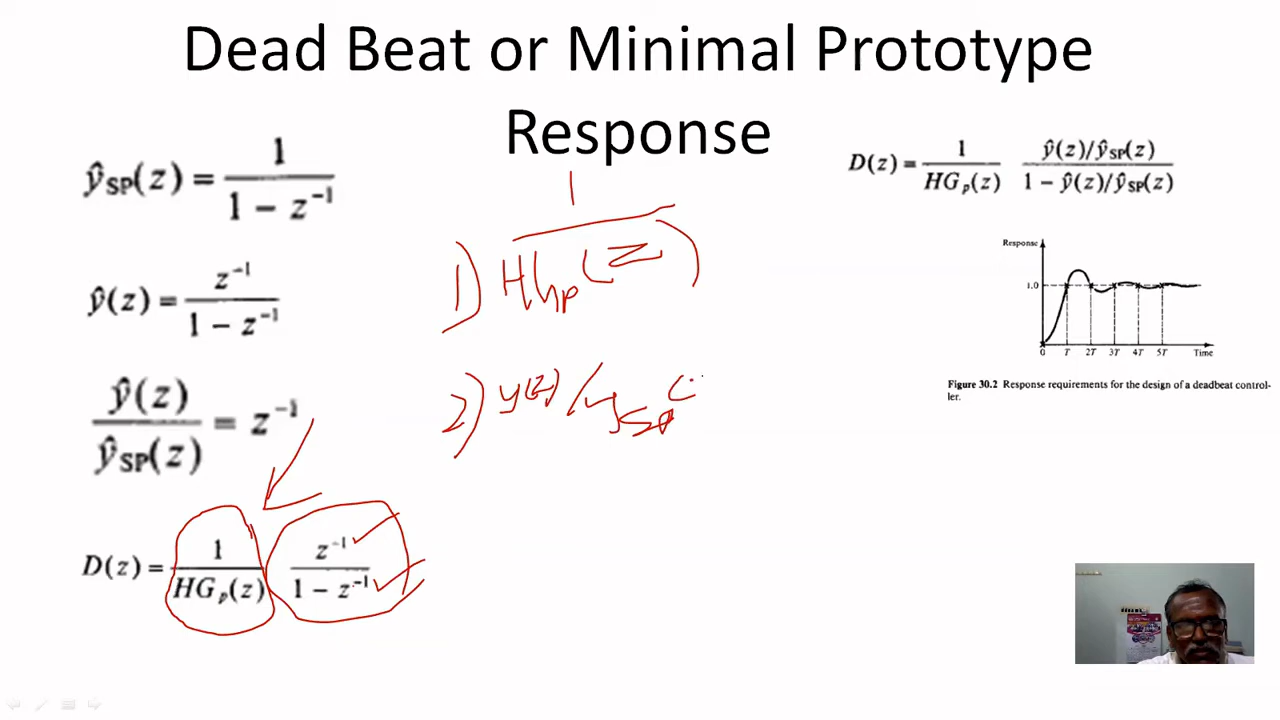 Dead Beat or Minimal Prototype
Response
ŷSP(z) = 1 / (1 − z⁻¹)
ŷ(z) = z⁻¹ / (1 − z⁻¹)
ŷ(z) / ŷSP(z) = z⁻¹
D(z) = 1 / HGp(z) z⁻¹ / (1 − z⁻¹)
1) 1 / HGp(z)
2) y(z) / ySP(
D(z) = 1 / HGp(z) ŷ(z)/ŷSP(z) / (1 − ŷ(z)/ŷSP(z))
Response
1.0
0 T 2T 3T 4T 5T Time
Figure 30.2 Response requirements for the design of a deadbeat control-
ler.